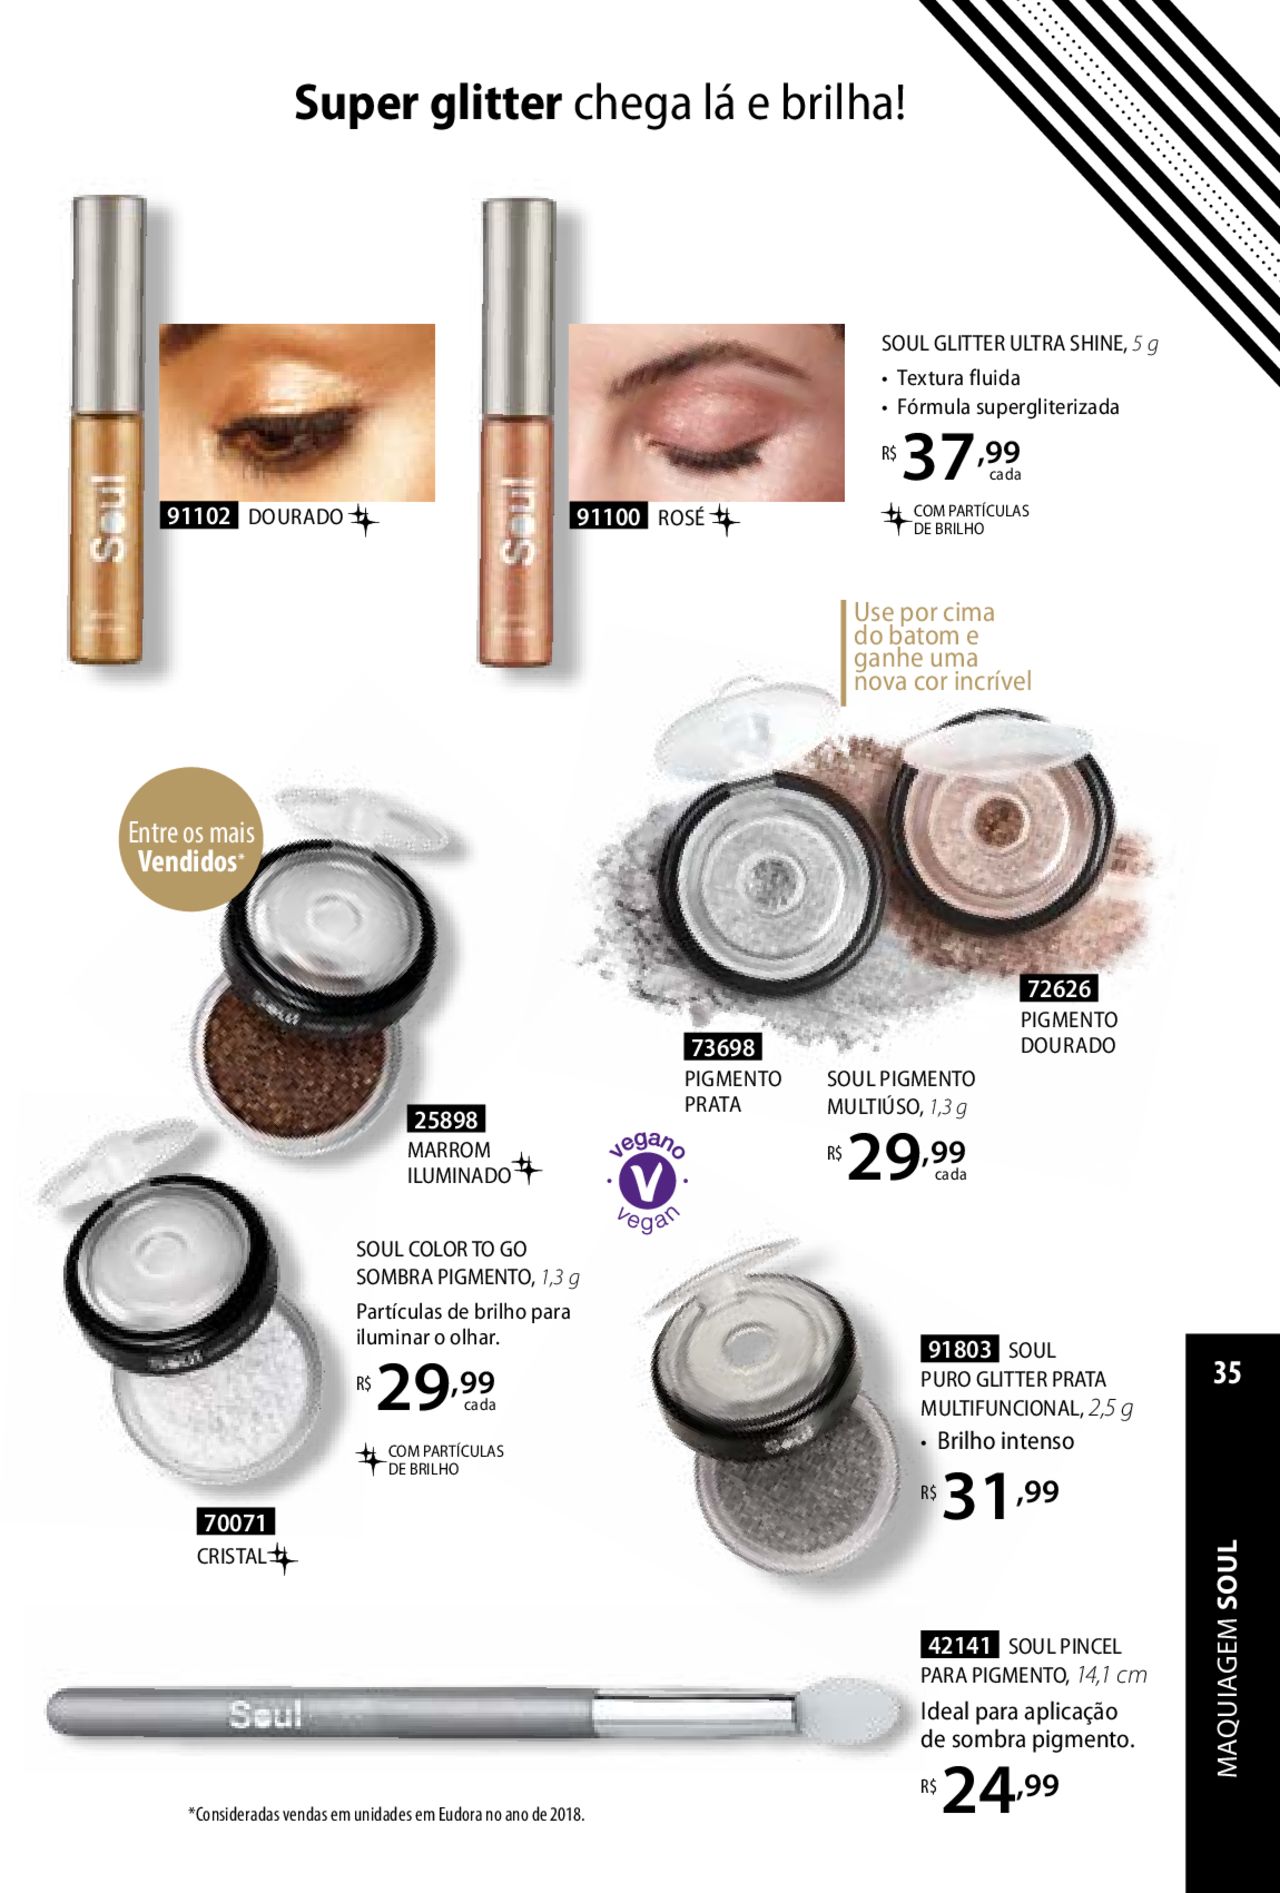 Super glitter chega lá e brilha!
Soul
91102 DOURADO
Soul
91100 ROSÉ
SOUL GLITTER ULTRA SHINE, 5 g
• Textura fluida
• Fórmula supergliterizada
R$ 37,99
cada
COM PARTÍCULAS
DE BRILHO
Use por cima
do batom e
ganhe uma
nova cor incrível
Entre os mais
Vendidos*
72626
PIGMENTO
DOURADO
73698
PIGMENTO
PRATA
SOUL PIGMENTO
MULTIÚSO, 1,3 g
R$ 29,99
cada
25898
MARROM
ILUMINADO
vegano
V
vegan
SOUL COLOR TO GO
SOMBRA PIGMENTO, 1,3 g
Partículas de brilho para
iluminar o olhar.
R$ 29,99
cada
COM PARTÍCULAS
DE BRILHO
70071
CRISTAL
91803 SOUL
PURO GLITTER PRATA
MULTIFUNCIONAL, 2,5 g
• Brilho intenso
R$ 31,99
35
MAQUIAGEM SOUL
Soul
42141 SOUL PINCEL
PARA PIGMENTO, 14,1 cm
Ideal para aplicação
de sombra pigmento.
R$ 24,99
*Consideradas vendas em unidades em Eudora no ano de 2018.